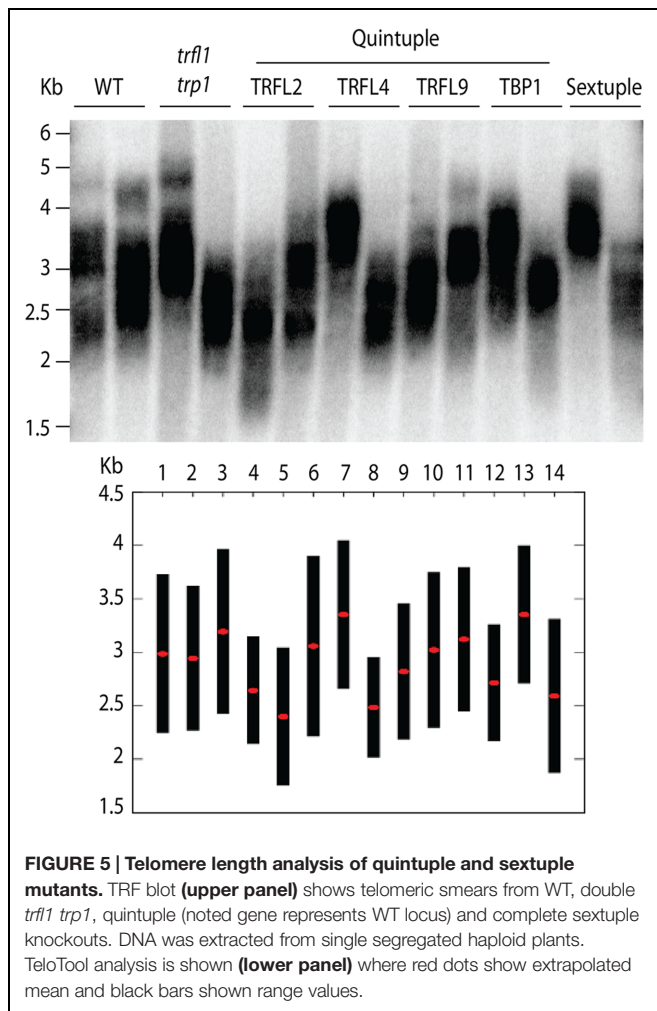 Quintuple
trfl1
trp1
Kb WT TRFL2 TRFL4 TRFL9 TBP1 Sextuple
6
5
4
3
2.5
2
1.5
Kb 1 2 3 4 5 6 7 8 9 10 11 12 13 14
4.5
4
3.5
3
2.5
2
1.5
FIGURE 5 | Telomere length analysis of quintuple and sextuple
mutants. TRF blot (upper panel) shows telomeric smears from WT, double
trfl1 trp1, quintuple (noted gene represents WT locus) and complete sextuple
knockouts. DNA was extracted from single segregated haploid plants.
TeloTool analysis is shown (lower panel) where red dots show extrapolated
mean and black bars shown range values.